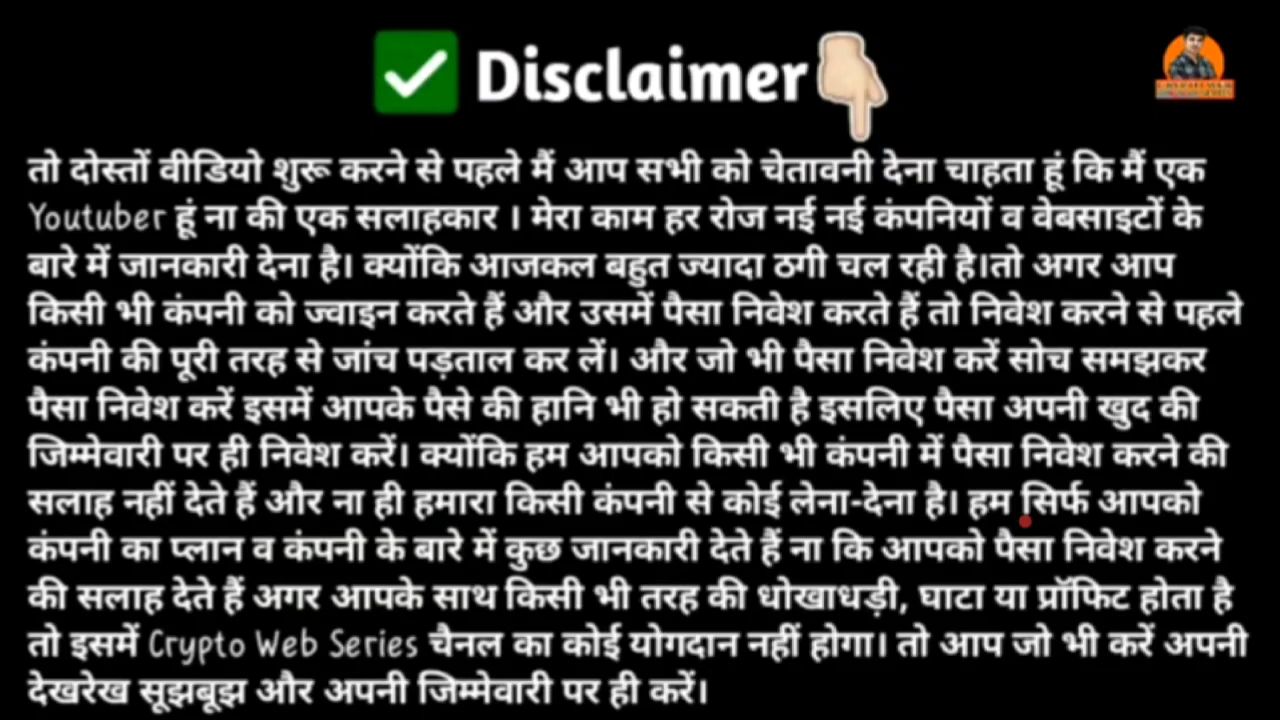 ✅ Disclaimer👇
तो दोस्तों वीडियो शुरू करने से पहले मैं आप सभी को चेतावनी देना चाहता हूं कि मैं एक
Youtuber हूं ना की एक सलाहकार । मेरा काम हर रोज नई नई कंपनियों व वेबसाइटों के
बारे में जानकारी देना है। क्योंकि आजकल बहुत ज्यादा ठगी चल रही है।तो अगर आप
किसी भी कंपनी को ज्वाइन करते हैं और उसमें पैसा निवेश करते हैं तो निवेश करने से पहले
कंपनी की पूरी तरह से जांच पड़ताल कर लें। और जो भी पैसा निवेश करें सोच समझकर
पैसा निवेश करें इसमें आपके पैसे की हानि भी हो सकती है इसलिए पैसा अपनी खुद की
जिम्मेवारी पर ही निवेश करें। क्योंकि हम आपको किसी भी कंपनी में पैसा निवेश करने की
सलाह नहीं देते हैं और ना ही हमारा किसी कंपनी से कोई लेना-देना है। हम सिर्फ आपको
कंपनी का प्लान व कंपनी के बारे में कुछ जानकारी देते हैं ना कि आपको पैसा निवेश करने
की सलाह देते हैं अगर आपके साथ किसी भी तरह की धोखाधड़ी, घाटा या प्रॉफिट होता है
तो इसमें Crypto Web Series चैनल का कोई योगदान नहीं होगा। तो आप जो भी करें अपनी
देखरेख सूझबूझ और अपनी जिम्मेवारी पर ही करें।